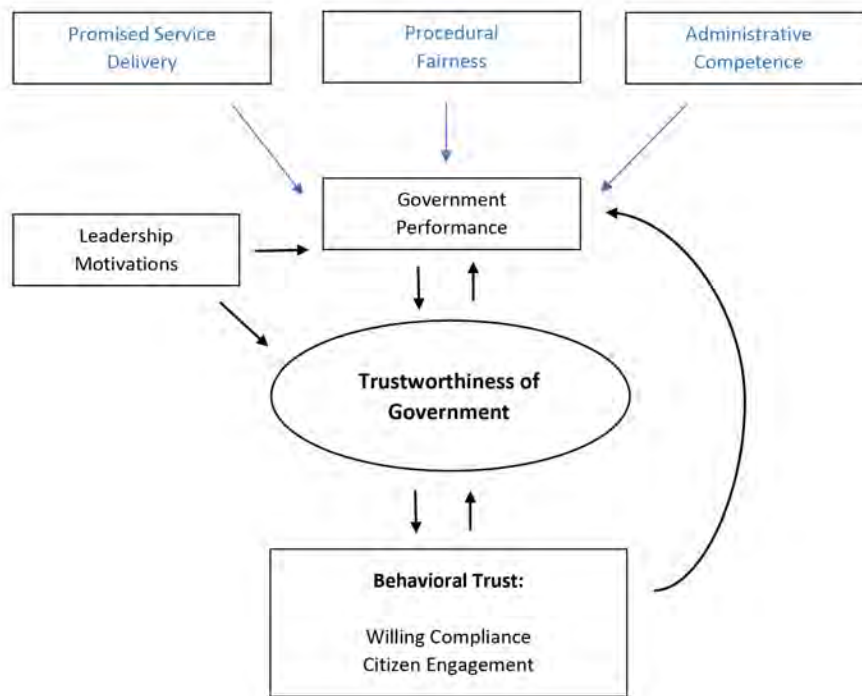 Promised Service
Delivery
Procedural
Fairness
Administrative
Competence
Government
Performance
Leadership
Motivations
Trustworthiness of
Government
Behavioral Trust:
Willing Compliance
Citizen Engagement